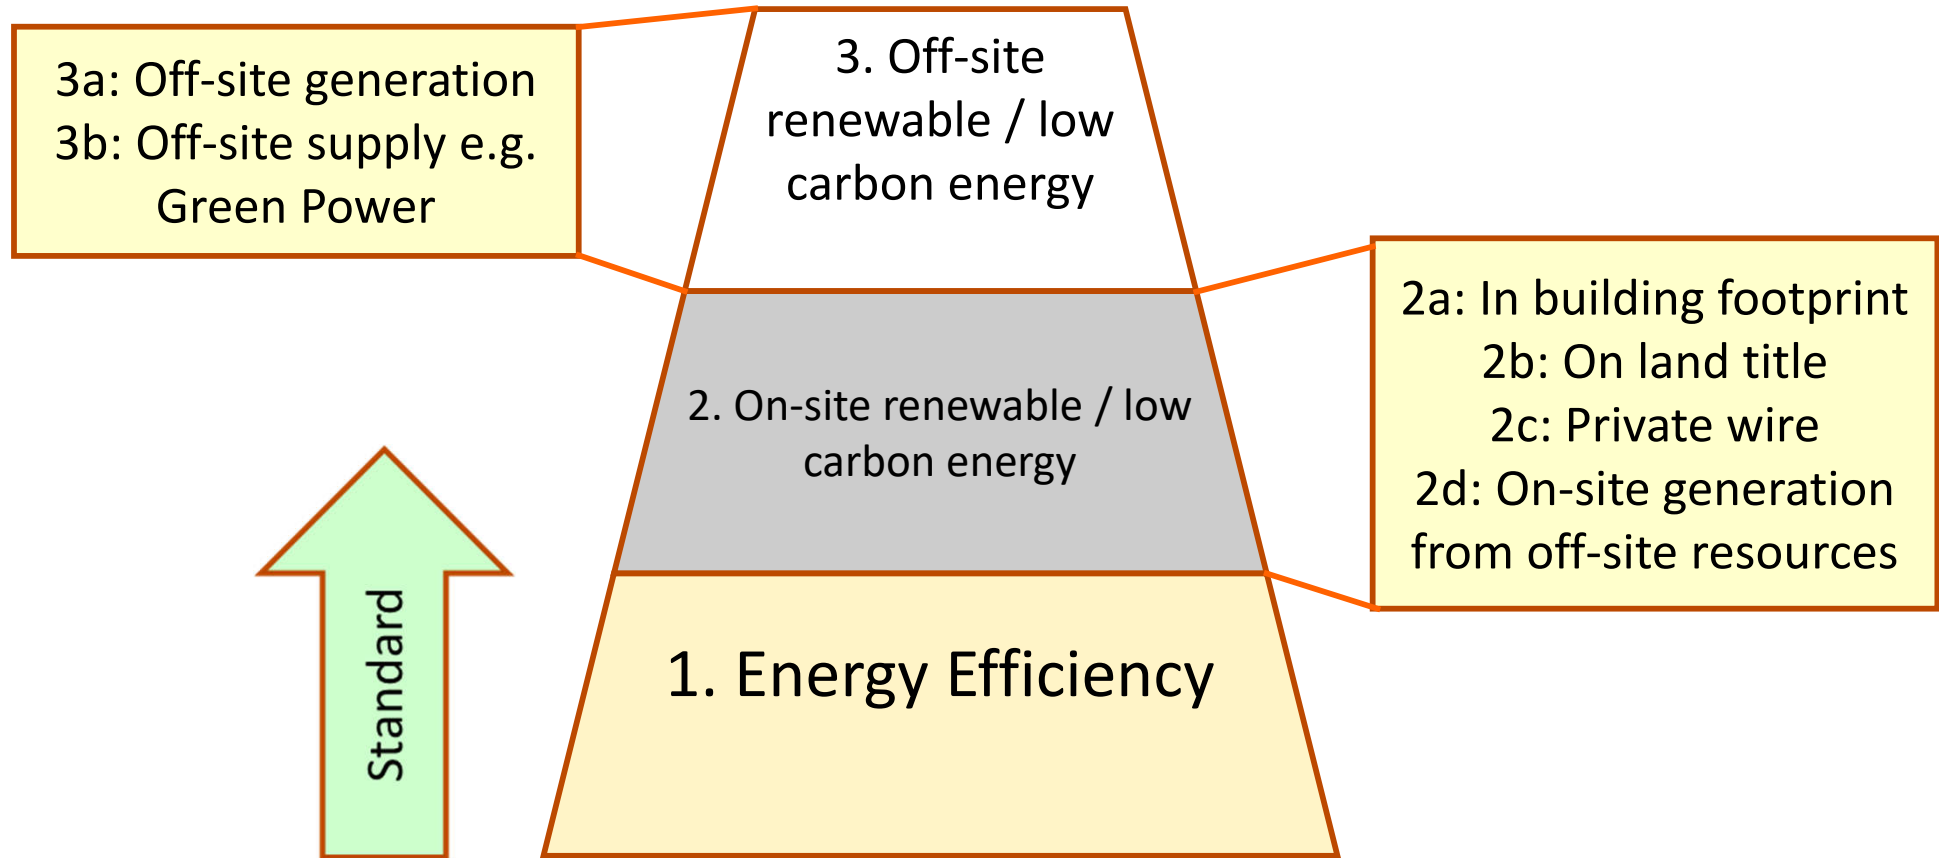 3a: Off-site generation
3b: Off-site supply e.g.
Green Power
3. Off-site
renewable / low
carbon energy
2a: In building footprint
2b: On land title
2c: Private wire
2d: On-site generation
from off-site resources
2. On-site renewable / low
carbon energy
Standard
1. Energy Efficiency